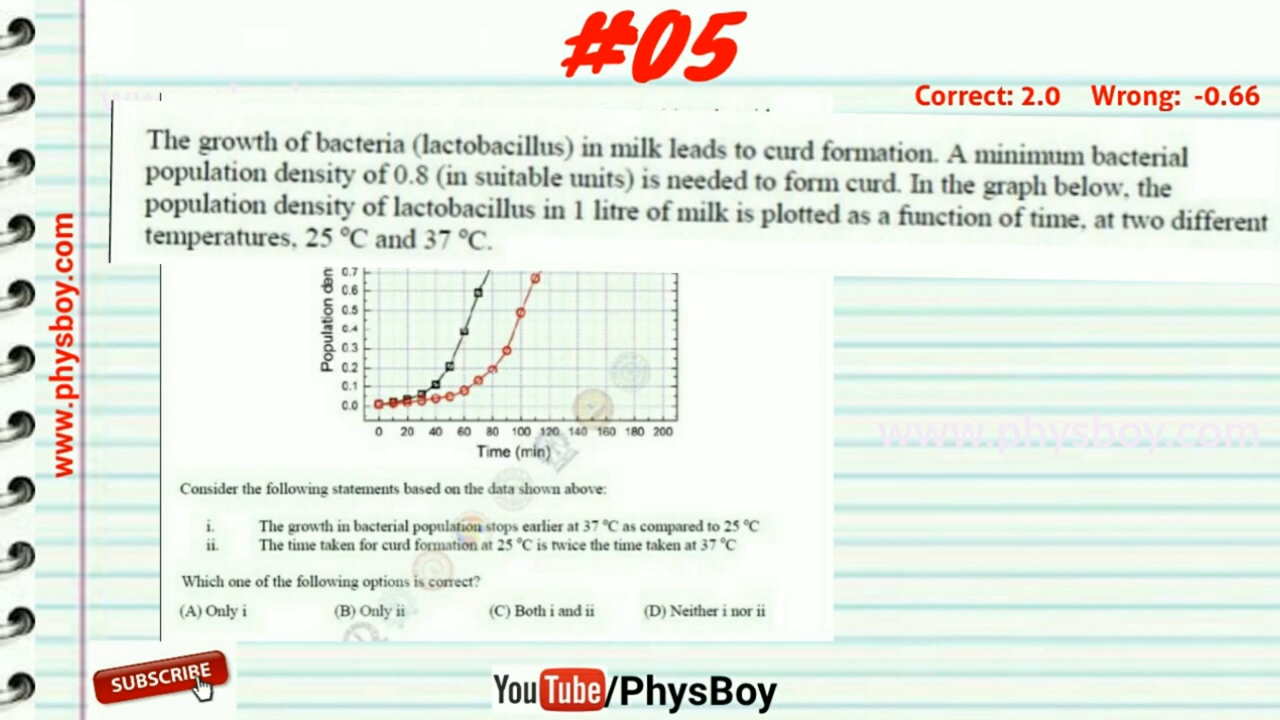 #05
Correct: 2.0 Wrong: -0.66
The growth of bacteria (lactobacillus) in milk leads to curd formation. A minimum bacterial
population density of 0.8 (in suitable units) is needed to form curd. In the graph below, the
population density of lactobacillus in 1 litre of milk is plotted as a function of time, at two different
temperatures, 25 °C and 37 °C.
www.physboy.com
Population den
0.7
0.6
0.5
0.4
0.3
0.2
0.1
0.0
0 20 40 60 80 100 120 140 160 180 200
Time (min)
www.physboy.com
Consider the following statements based on the data shown above:
i. The growth in bacterial population stops earlier at 37 °C as compared to 25 °C
ii. The time taken for curd formation at 25 °C is twice the time taken at 37 °C
Which one of the following options is correct?
(A) Only i (B) Only ii (C) Both i and ii (D) Neither i nor ii
SUBSCRIBE
YouTube/PhysBoy